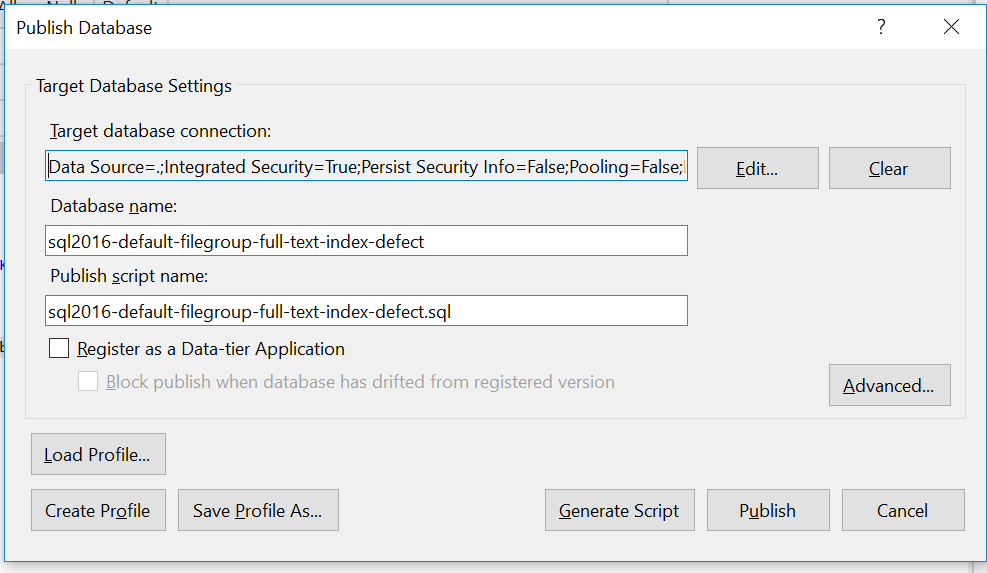 Publish Database
?
Target Database Settings
Target database connection:
Data Source=.;Integrated Security=True;Persist Security Info=False;Pooling=False;
Edit...
Clear
Database name:
sql2016-default-filegroup-full-text-index-defect
Publish script name:
sql2016-default-filegroup-full-text-index-defect.sql
Register as a Data-tier Application
Block publish when database has drifted from registered version
Advanced...
Load Profile...
Create Profile
Save Profile As...
Generate Script
Publish
Cancel